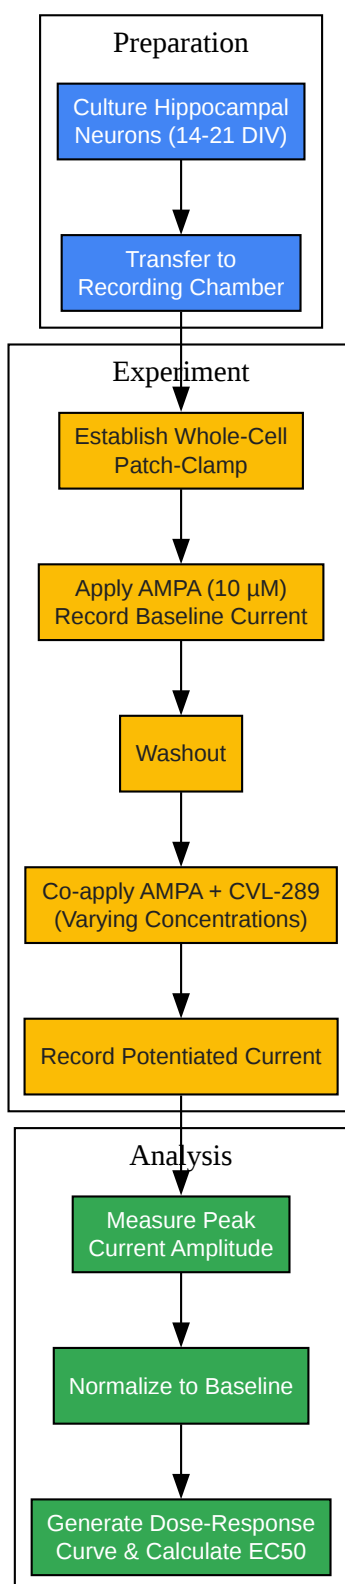 Preparation
Culture Hippocampal
Neurons (14-21 DIV)
Transfer to
Recording Chamber
Experiment
Establish Whole-Cell
Patch-Clamp
Apply AMPA (10 µM)
Record Baseline Current
Washout
Co-apply AMPA + CVL-289
(Varying Concentrations)
Record Potentiated Current
Analysis
Measure Peak
Current Amplitude
Normalize to Baseline
Generate Dose-Response
Curve & Calculate EC50